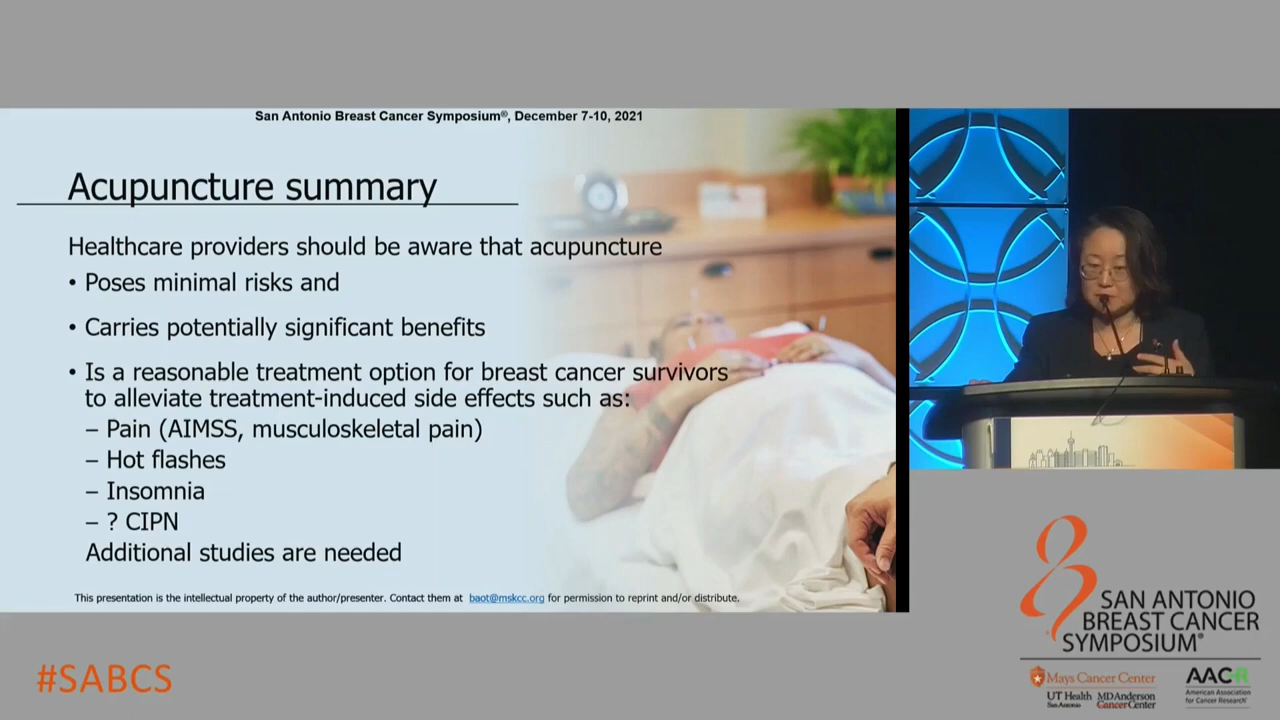 San Antonio Breast Cancer Symposium®, December 7-10, 2021
Acupuncture summary
Healthcare providers should be aware that acupuncture
• Poses minimal risks and
• Carries potentially significant benefits
• Is a reasonable treatment option for breast cancer survivors
to alleviate treatment-induced side effects such as:
– Pain (AIMSS, musculoskeletal pain)
– Hot flashes
– Insomnia
– ? CIPN
Additional studies are needed
This presentation is the intellectual property of the author/presenter. Contact them at baot@mskcc.org for permission to reprint and/or distribute.
#SABCS
SAN ANTONIO
BREAST CANCER
SYMPOSIUM®
Mays Cancer Center
UT Health
San Antonio
MDAnderson
Cancer Center
AACR
American Association
for Cancer Research®